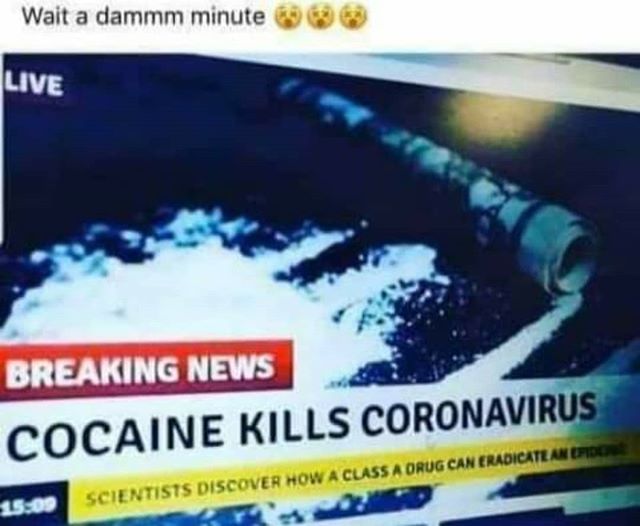 Wait a dammm minute 😵😵😵
LIVE
BREAKING NEWS
COCAINE KILLS CORONAVIRUS
15:09 SCIENTISTS DISCOVER HOW A CLASS A DRUG CAN ERADICATE AN EPIDEMIC